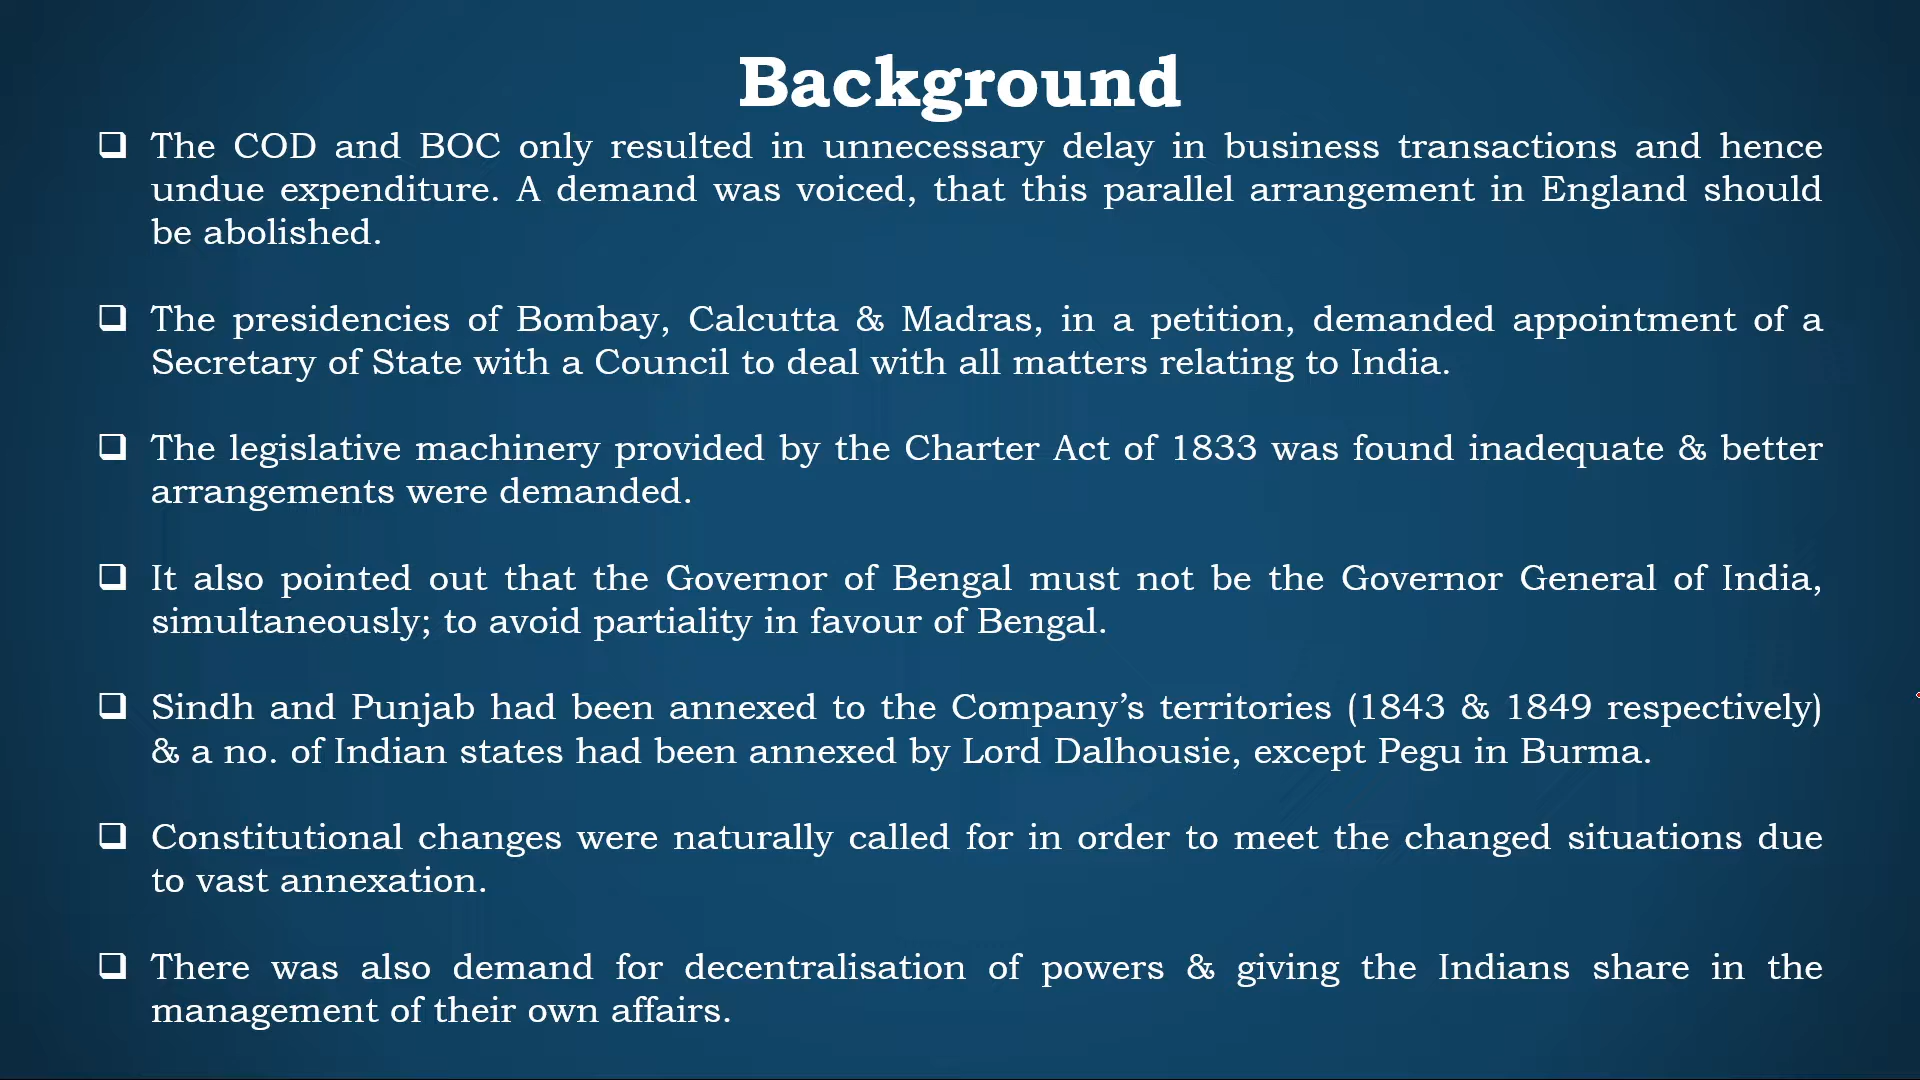 Background
❑ The COD and BOC only resulted in unnecessary delay in business transactions and hence
undue expenditure. A demand was voiced, that this parallel arrangement in England should
be abolished.
❑ The presidencies of Bombay, Calcutta & Madras, in a petition, demanded appointment of a
Secretary of State with a Council to deal with all matters relating to India.
❑ The legislative machinery provided by the Charter Act of 1833 was found inadequate & better
arrangements were demanded.
❑ It also pointed out that the Governor of Bengal must not be the Governor General of India,
simultaneously; to avoid partiality in favour of Bengal.
❑ Sindh and Punjab had been annexed to the Company’s territories (1843 & 1849 respectively)
& a no. of Indian states had been annexed by Lord Dalhousie, except Pegu in Burma.
❑ Constitutional changes were naturally called for in order to meet the changed situations due
to vast annexation.
❑ There was also demand for decentralisation of powers & giving the Indians share in the
management of their own affairs.